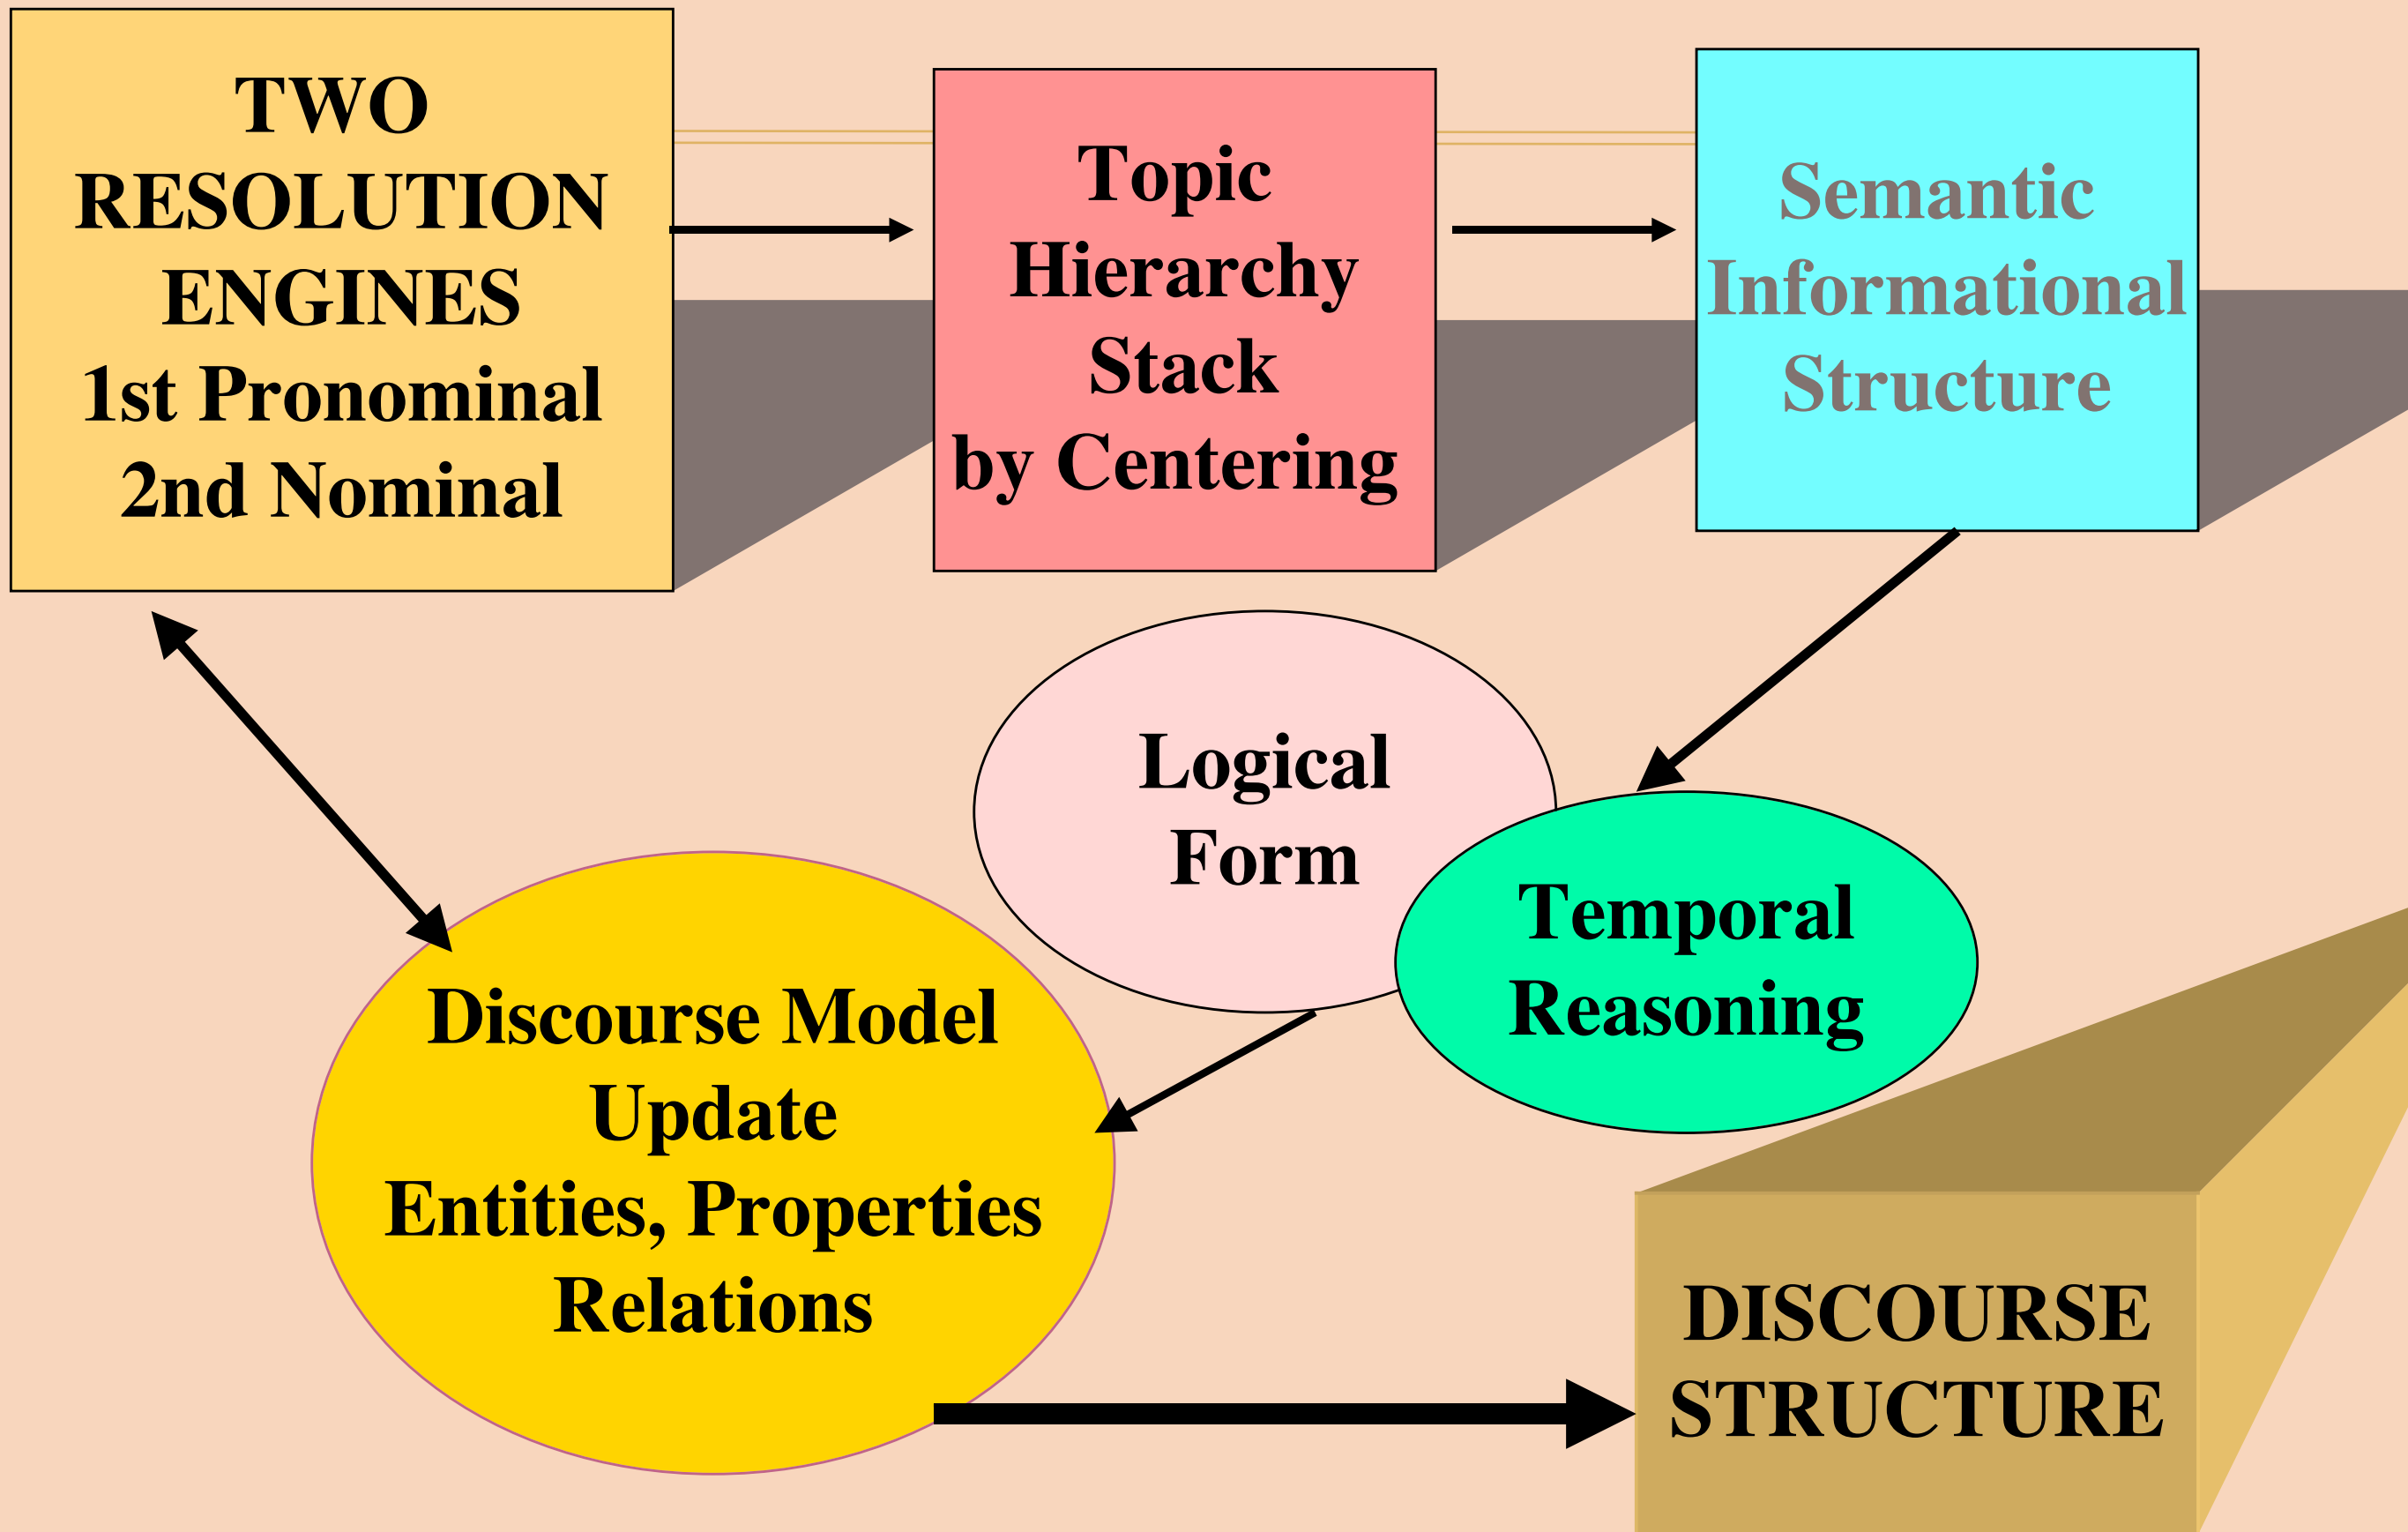 TWO
RESOLUTION
ENGINES
1st Pronominal
2nd Nominal
Topic
Hierarchy
Stack
by Centering
Semantic
Informational
Structure
Logical
Form
Temporal
Reasoning
Discourse Model
Update
Entities, Properties
Relations
DISCOURSE
STRUCTURE